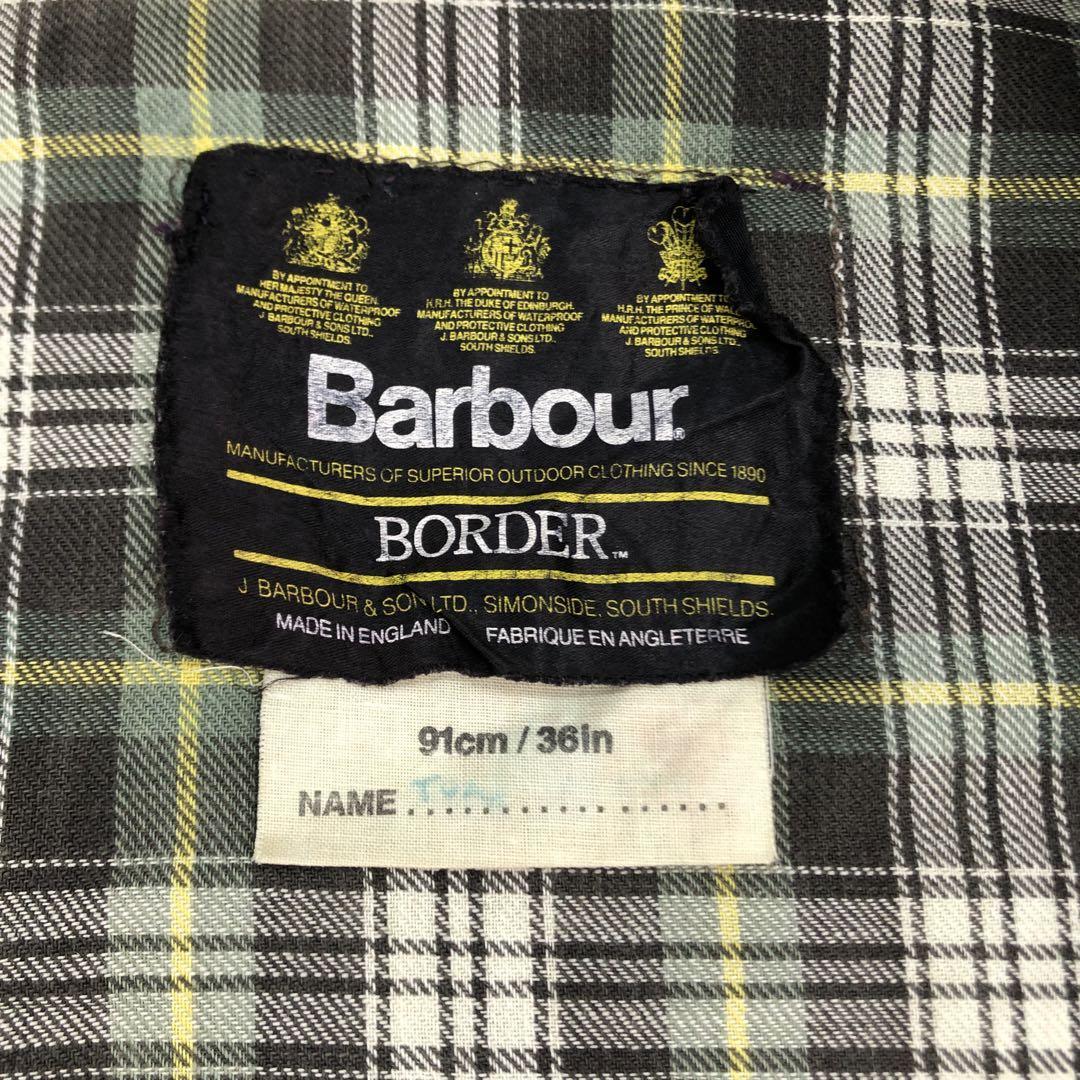 BY APPOINTMENT TO
HER MAJESTY THE QUEEN
MANUFACTURERS OF WATERPROOF
AND PROTECTIVE CLOTHING
J. BARBOUR & SONS LTD.,
SOUTH SHIELDS.
BY APPOINTMENT TO
H.R.H. THE DUKE OF EDINBURGH.
MANUFACTURERS OF WATERPROOF
AND PROTECTIVE CLOTHING
J. BARBOUR & SONS LTD.,
SOUTH SHIELDS.
BY APPOINTMENT TO
H.R.H. THE PRINCE OF
MANUFACTURERS OF
AND PROTECTIVE CLOTHING
J. BARBOUR & SONS LTD.,
SOUTH SHIELDS.
Barbour®
MANUFACTURERS OF SUPERIOR OUTDOOR CLOTHING SINCE 1890
BORDER™
J. BARBOUR & SONS LTD., SIMONSIDE, SOUTH SHIELDS.
MADE IN ENGLAND FABRIQUE EN ANGLETERRE
91cm / 36In
NAME ..................